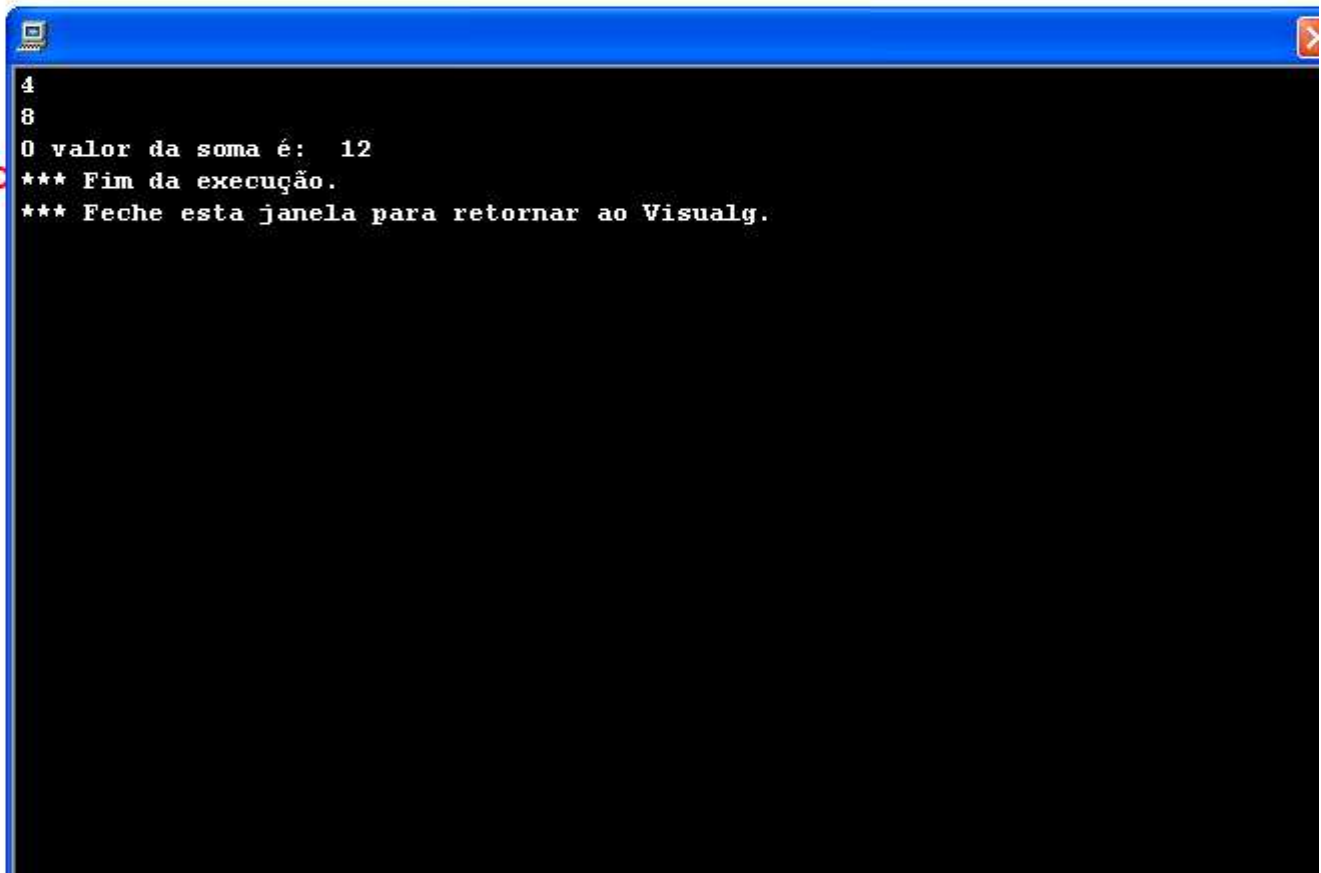 4
8
O valor da soma é:  12
*** Fim da execução.
*** Feche esta janela para retornar ao Visualg.